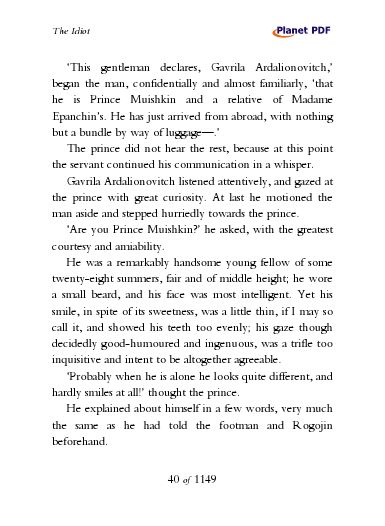 The Idiot
Planet PDF
‘This gentleman declares, Gavrila Ardalionovitch,’
began the man, confidentially and almost familiarly, ‘that
he is Prince Muishkin and a relative of Madame
Epanchin’s. He has just arrived from abroad, with nothing
but a bundle by way of luggage—.’
The prince did not hear the rest, because at this point
the servant continued his communication in a whisper.
Gavrila Ardalionovitch listened attentively, and gazed at
the prince with great curiosity. At last he motioned the
man aside and stepped hurriedly towards the prince.
‘Are you Prince Muishkin?’ he asked, with the greatest
courtesy and amiability.
He was a remarkably handsome young fellow of some
twenty-eight summers, fair and of middle height; he wore
a small beard, and his face was most intelligent. Yet his
smile, in spite of its sweetness, was a little thin, if I may so
call it, and showed his teeth too evenly; his gaze though
decidedly good-humoured and ingenuous, was a trifle too
inquisitive and intent to be altogether agreeable.
‘Probably when he is alone he looks quite different, and
hardly smiles at all!’ thought the prince.
He explained about himself in a few words, very much
the same as he had told the footman and Rogojin
beforehand.
40 of 1149